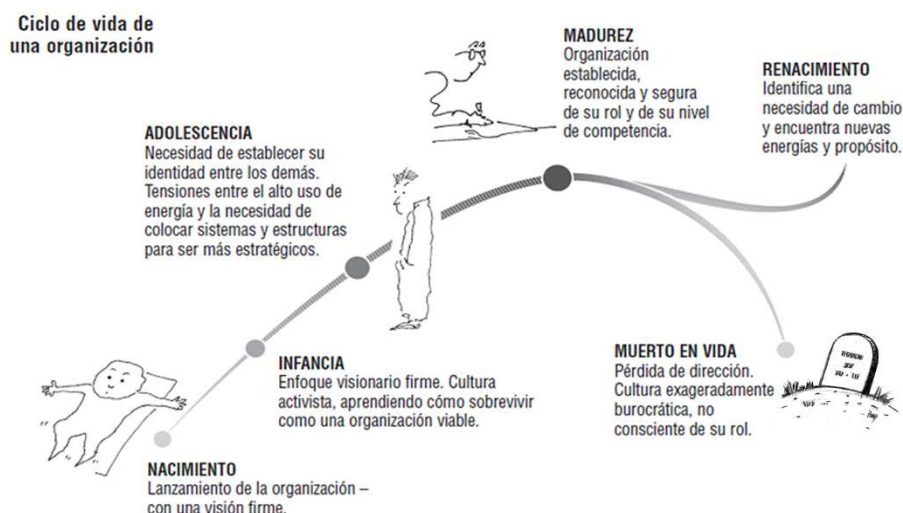 Ciclo de vida de
una organización
MADUREZ
Organización
establecida,
reconocida y segura
de su rol y de su nivel
de competencia.
RENACIMIENTO
Identifica una
necesidad de cambio
y encuentra nuevas
energías y propósito.
ADOLESCENCIA
Necesidad de establecer su
identidad entre los demás.
Tensiones entre el alto uso de
energía y la necesidad de
colocar sistemas y estructuras
para ser más estratégicos.
INFANCIA
Enfoque visionario firme. Cultura
activista, aprendiendo cómo sobrevivir
como una organización viable.
MUERTO EN VIDA
Pérdida de dirección.
Cultura exageradamente
burocrática, no
consciente de su rol.
NACIMIENTO
Lanzamiento de la organización –
con una visión firme.